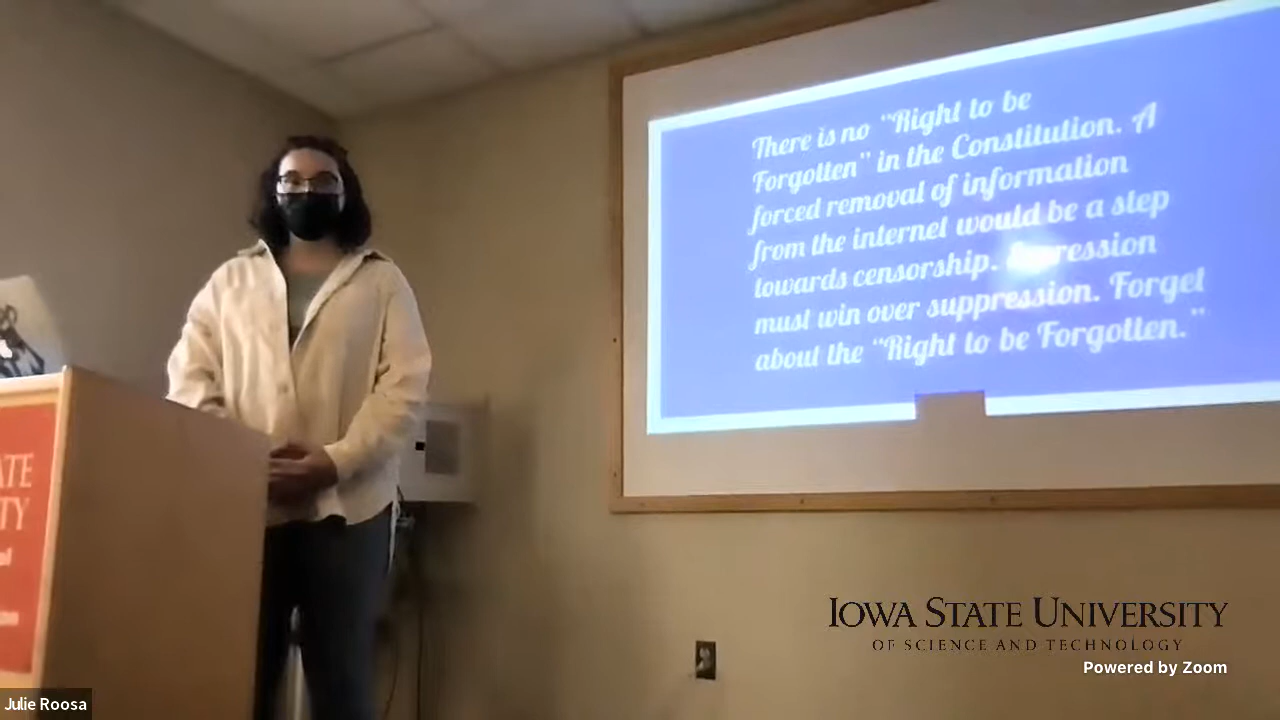 There is no “Right to be
Forgotten” in the Constitution. A
forced removal of information
from the internet would be a step
towards censorship.
must win over suppression. Forget
about the “Right to be Forgotten.”
IOWA STATE UNIVERSITY
OF SCIENCE AND TECHNOLOGY
Powered by Zoom
Julie Roosa